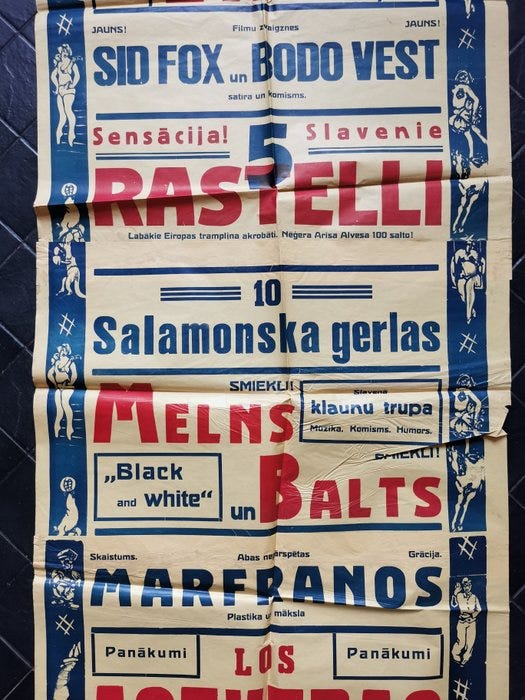 JAUNS! Filmu zvaigznes JAUNS!
SID FOX un BODO VEST
satira un komisms.
Sensācija! 5 Slavenie
RASTELLI
Labākie Eiropas tramplina akrobāti. Nēģera Arisa Alvesa 100 salto!
10
Salamonska gerlas
SMIEKLI!
MELNS
Slavenā
klaunu trupa
Mūzika. Komisms. Humors.
SMIEKLI!
„Black
and white"
un BALTS
Skaistums. Abas nepārspētas Grācija.
MARFRANOS
Plastika un māksla
Panākumi LOS Panākumi